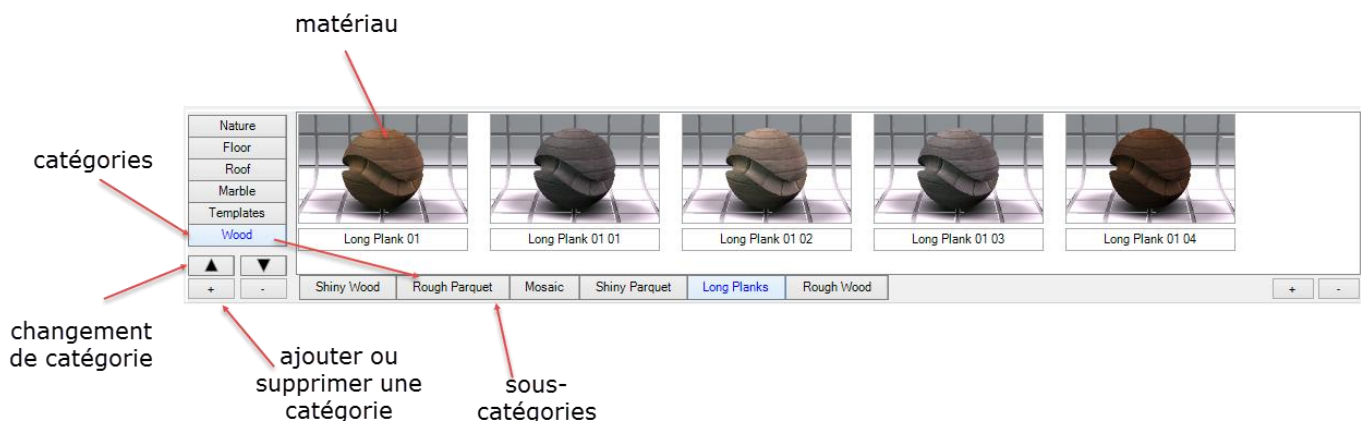 matériau
catégories
Nature
Floor
Roof
Marble
Templates
Wood
▲ ▼
+ -
Long Plank 01
Long Plank 01 01
Long Plank 01 02
Long Plank 01 03
Long Plank 01 04
Shiny Wood Rough Parquet Mosaic Shiny Parquet Long Planks Rough Wood
+ -
changement
de catégorie
ajouter ou
supprimer une
catégorie
sous-
catégories